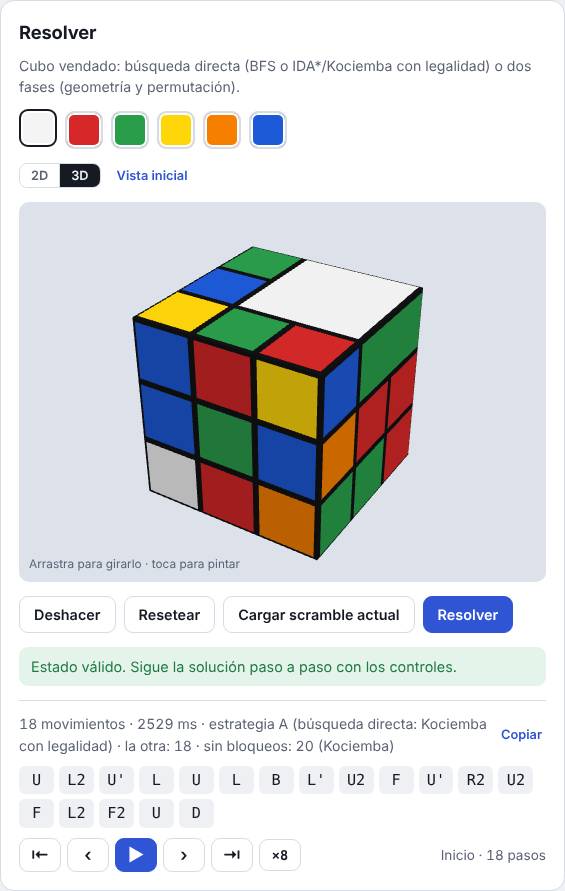 Resolver
Cubo vendado: búsqueda directa (BFS o IDA*/Kociemba con legalidad) o dos
fases (geometría y permutación).
2D 3D Vista inicial
Arrastra para girarlo · toca para pintar
Deshacer Resetear Cargar scramble actual Resolver
Estado válido. Sigue la solución paso a paso con los controles.
18 movimientos · 2529 ms · estrategia A (búsqueda directa: Kociemba
con legalidad) · la otra: 18 · sin bloqueos: 20 (Kociemba)
Copiar
U L2 U' L U L B L' U2 F U' R2 U2
F L2 F2 U D
×8 Inicio · 18 pasos